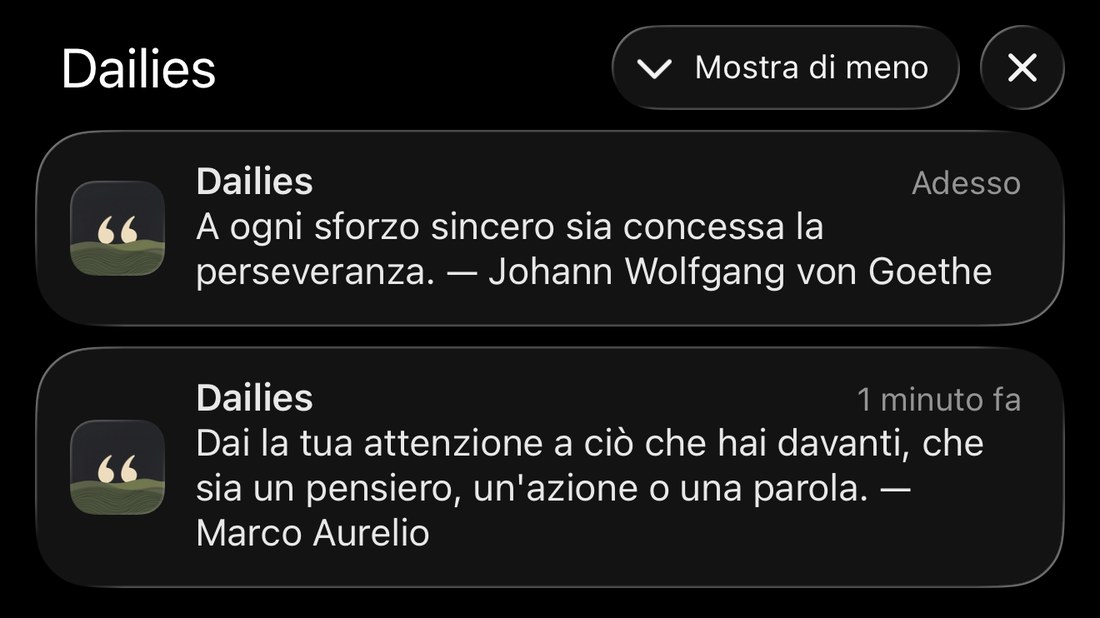 Dailies
Mostra di meno
Dailies
Adesso
A ogni sforzo sincero sia concessa la
perseveranza. — Johann Wolfgang von Goethe
Dailies
1 minuto fa
Dai la tua attenzione a ciò che hai davanti, che
sia un pensiero, un'azione o una parola. —
Marco Aurelio